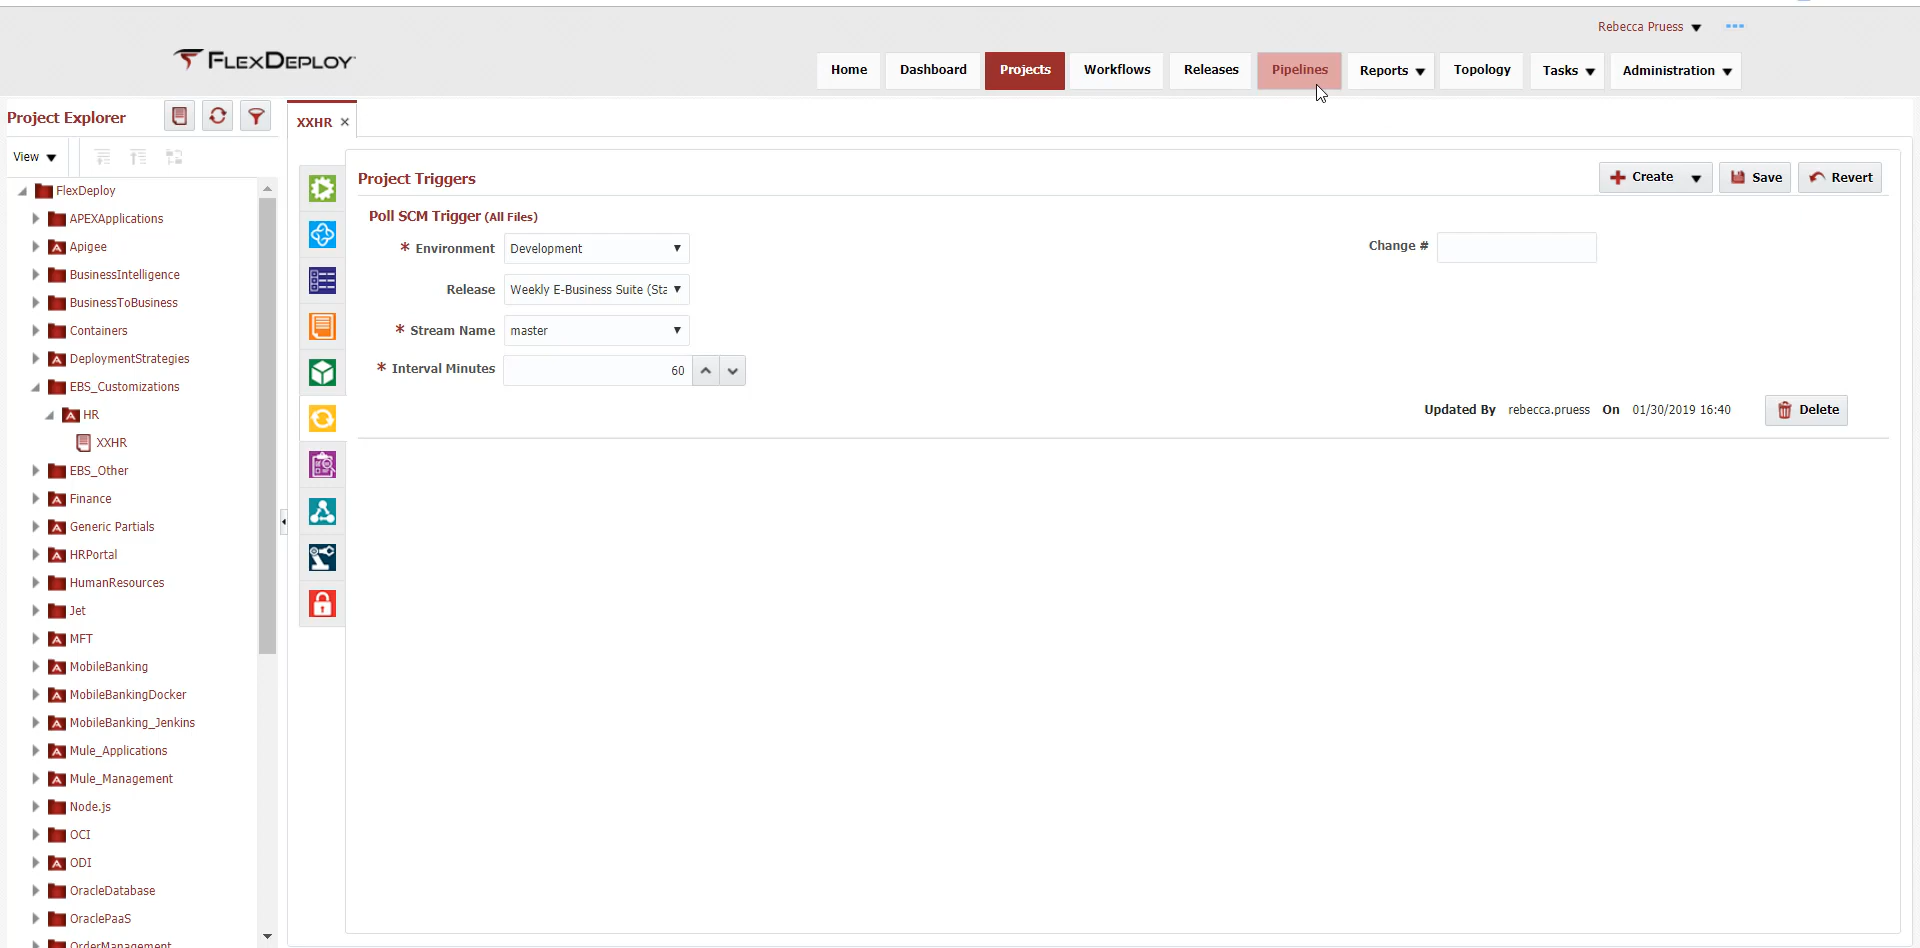 Rebecca Pruess
FLEXDEPLOY
Home Dashboard Projects Workflows Releases Pipelines Reports Topology Tasks Administration
Project Explorer
XXHR
View
Project Triggers
Create Save Revert
FlexDeploy
APEXApplications
Apigee
BusinessIntelligence
BusinessToBusiness
Containers
DeploymentStrategies
EBS_Customizations
HR
XXHR
EBS_Other
Finance
Generic Partials
HRPortal
HumanResources
Jet
MFT
MobileBanking
MobileBankingDocker
MobileBanking_Jenkins
Mule_Applications
Mule_Management
Node.js
OCI
ODI
OracleDatabase
OraclePaaS
OrderManagement
Poll SCM Trigger (All Files)
* Environment Development
Change #
Release Weekly E-Business Suite (Sta
* Stream Name master
* Interval Minutes 60
Updated By rebecca.pruess On 01/30/2019 16:40 Delete